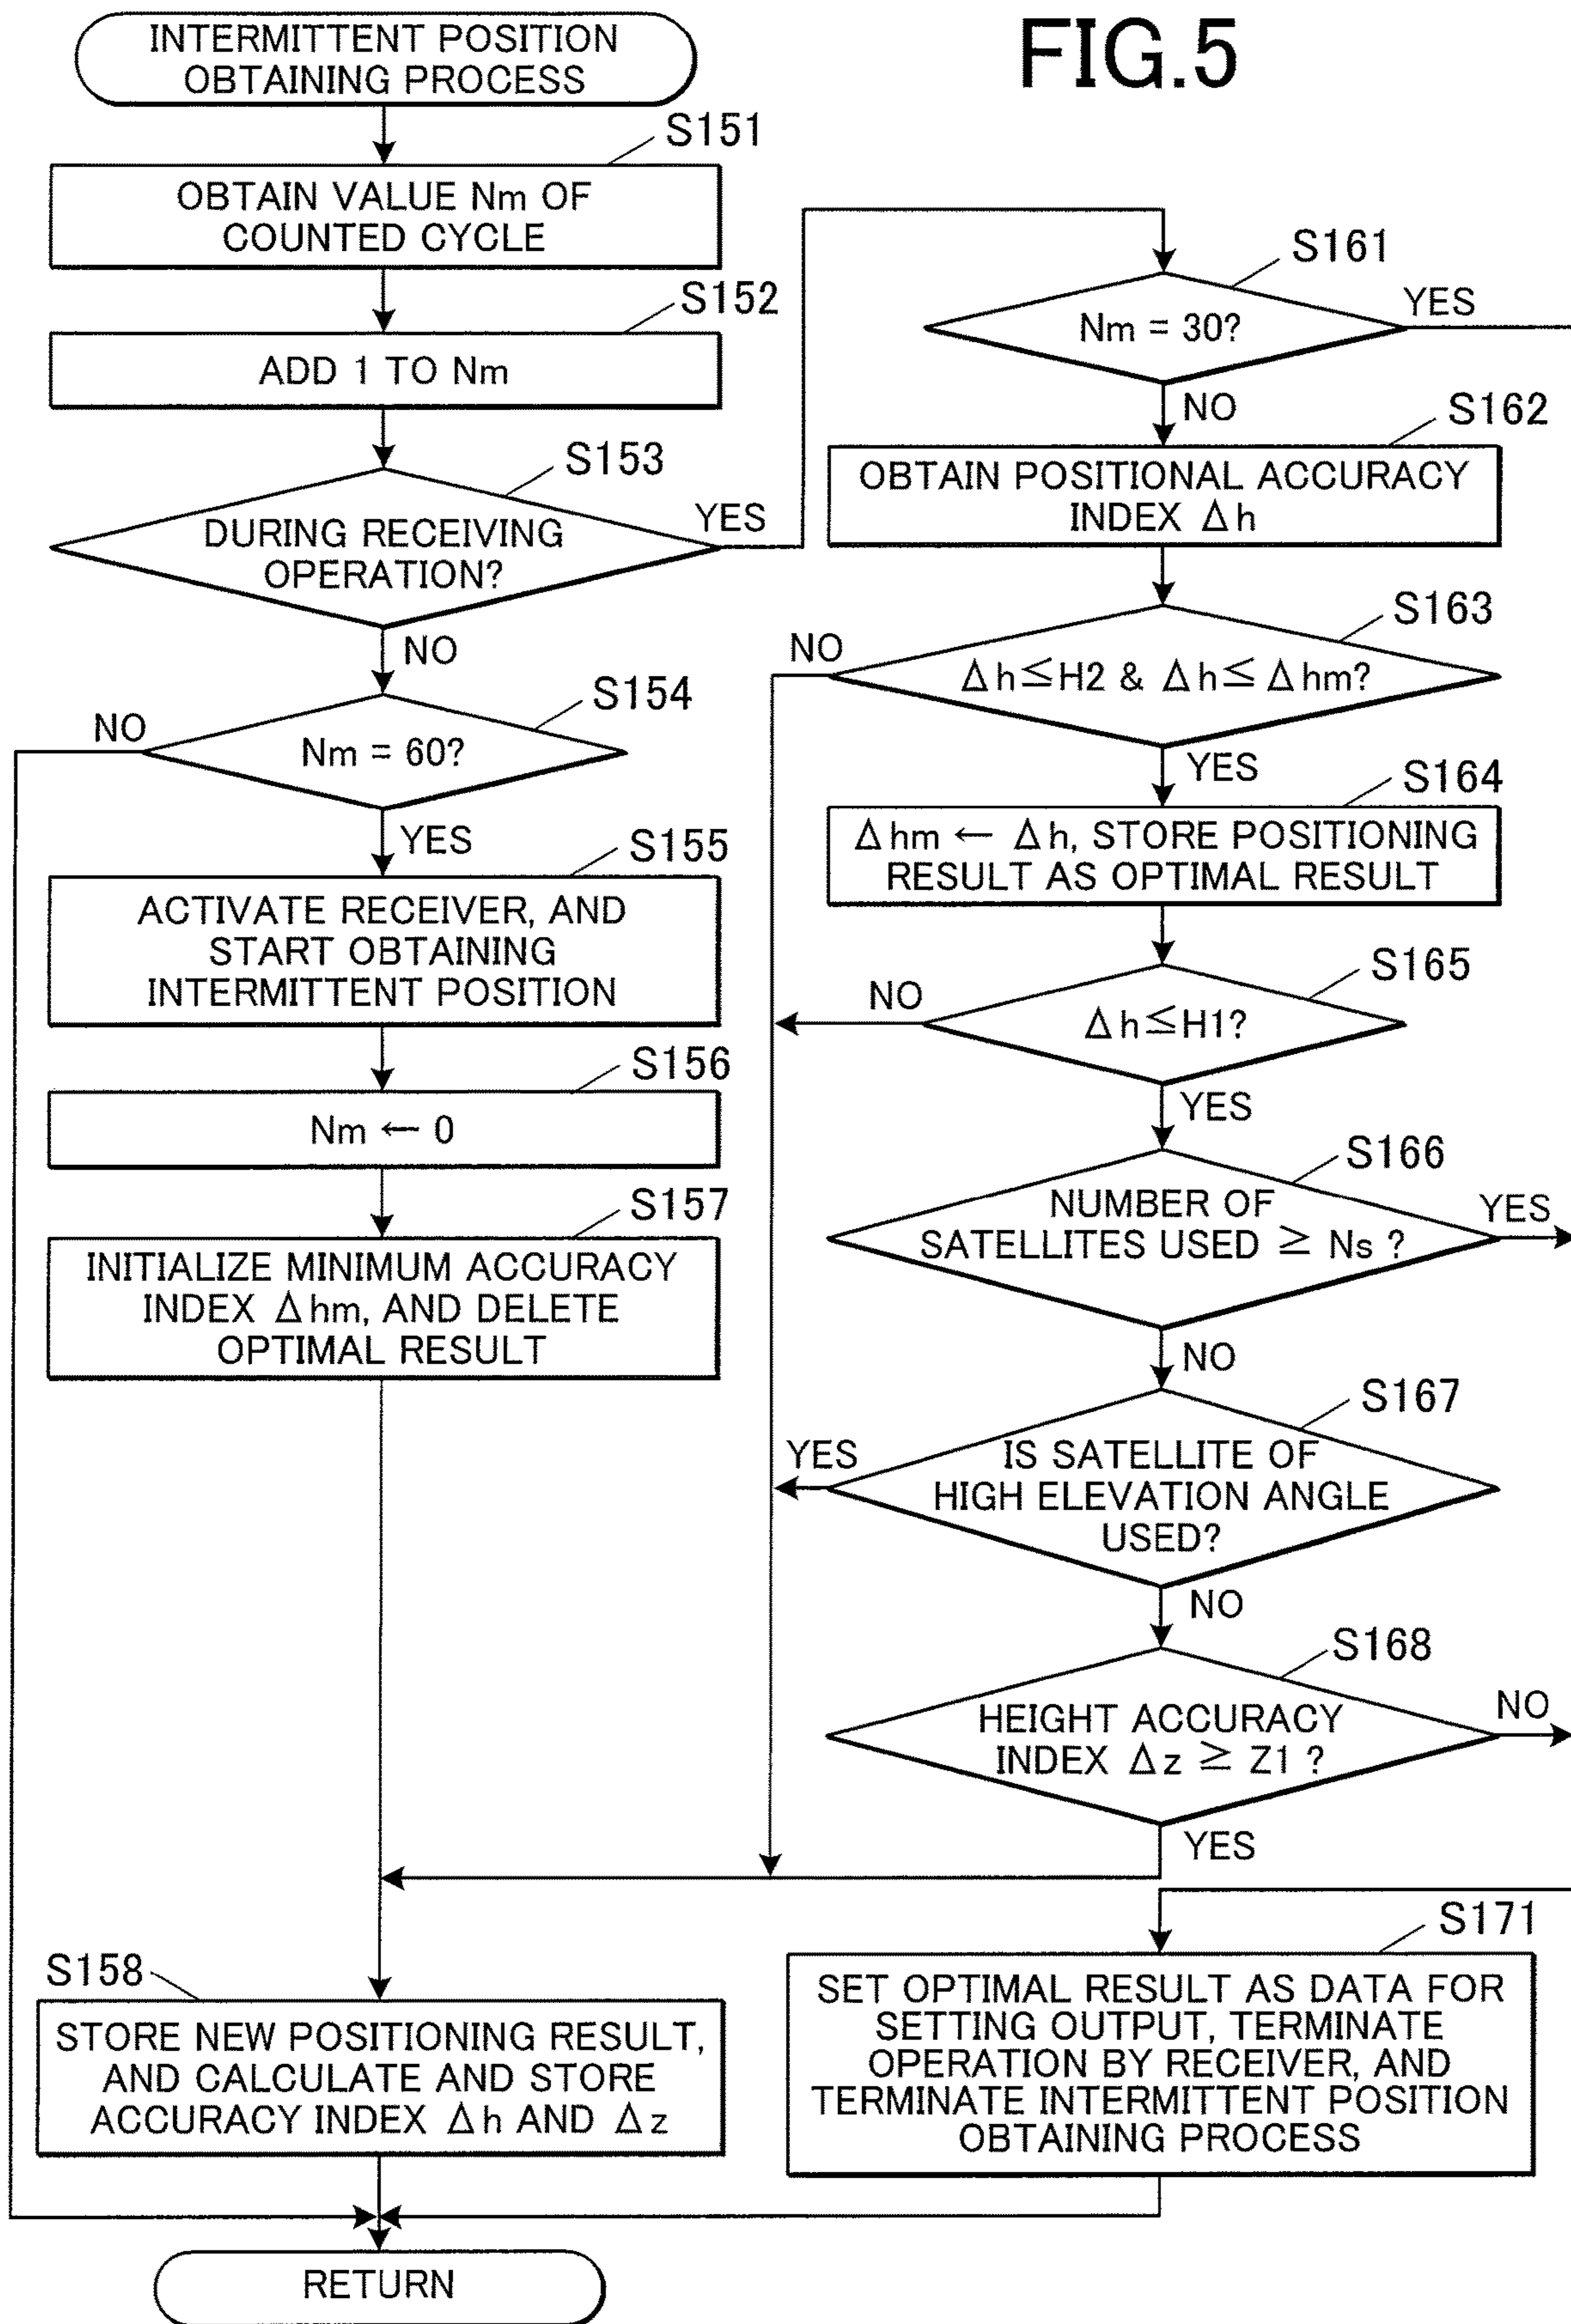 FIG.5
INTERMITTENT POSITION
OBTAINING PROCESS
S151
OBTAIN VALUE Nm OF
COUNTED CYCLE
S152
ADD 1 TO Nm
S153
DURING RECEIVING
OPERATION?
YES
NO
S154
Nm = 60?
NO
YES
S155
ACTIVATE RECEIVER, AND
START OBTAINING
INTERMITTENT POSITION
S156
Nm ← 0
S157
INITIALIZE MINIMUM ACCURACY
INDEX Δhm, AND DELETE
OPTIMAL RESULT
S158
STORE NEW POSITIONING RESULT,
AND CALCULATE AND STORE
ACCURACY INDEX Δh AND Δz
RETURN
S161
Nm = 30?
YES
NO
S162
OBTAIN POSITIONAL ACCURACY
INDEX Δh
S163
Δh≦H2 & Δh≦Δhm?
NO
YES
S164
Δhm ← Δh, STORE POSITIONING
RESULT AS OPTIMAL RESULT
S165
Δh≦H1?
NO
YES
S166
NUMBER OF
SATELLITES USED ≧ Ns ?
YES
NO
S167
IS SATELLITE OF
HIGH ELEVATION ANGLE
USED?
YES
NO
S168
HEIGHT ACCURACY
INDEX Δz ≧ Z1 ?
NO
YES
S171
SET OPTIMAL RESULT AS DATA FOR
SETTING OUTPUT, TERMINATE
OPERATION BY RECEIVER, AND
TERMINATE INTERMITTENT POSITION
OBTAINING PROCESS